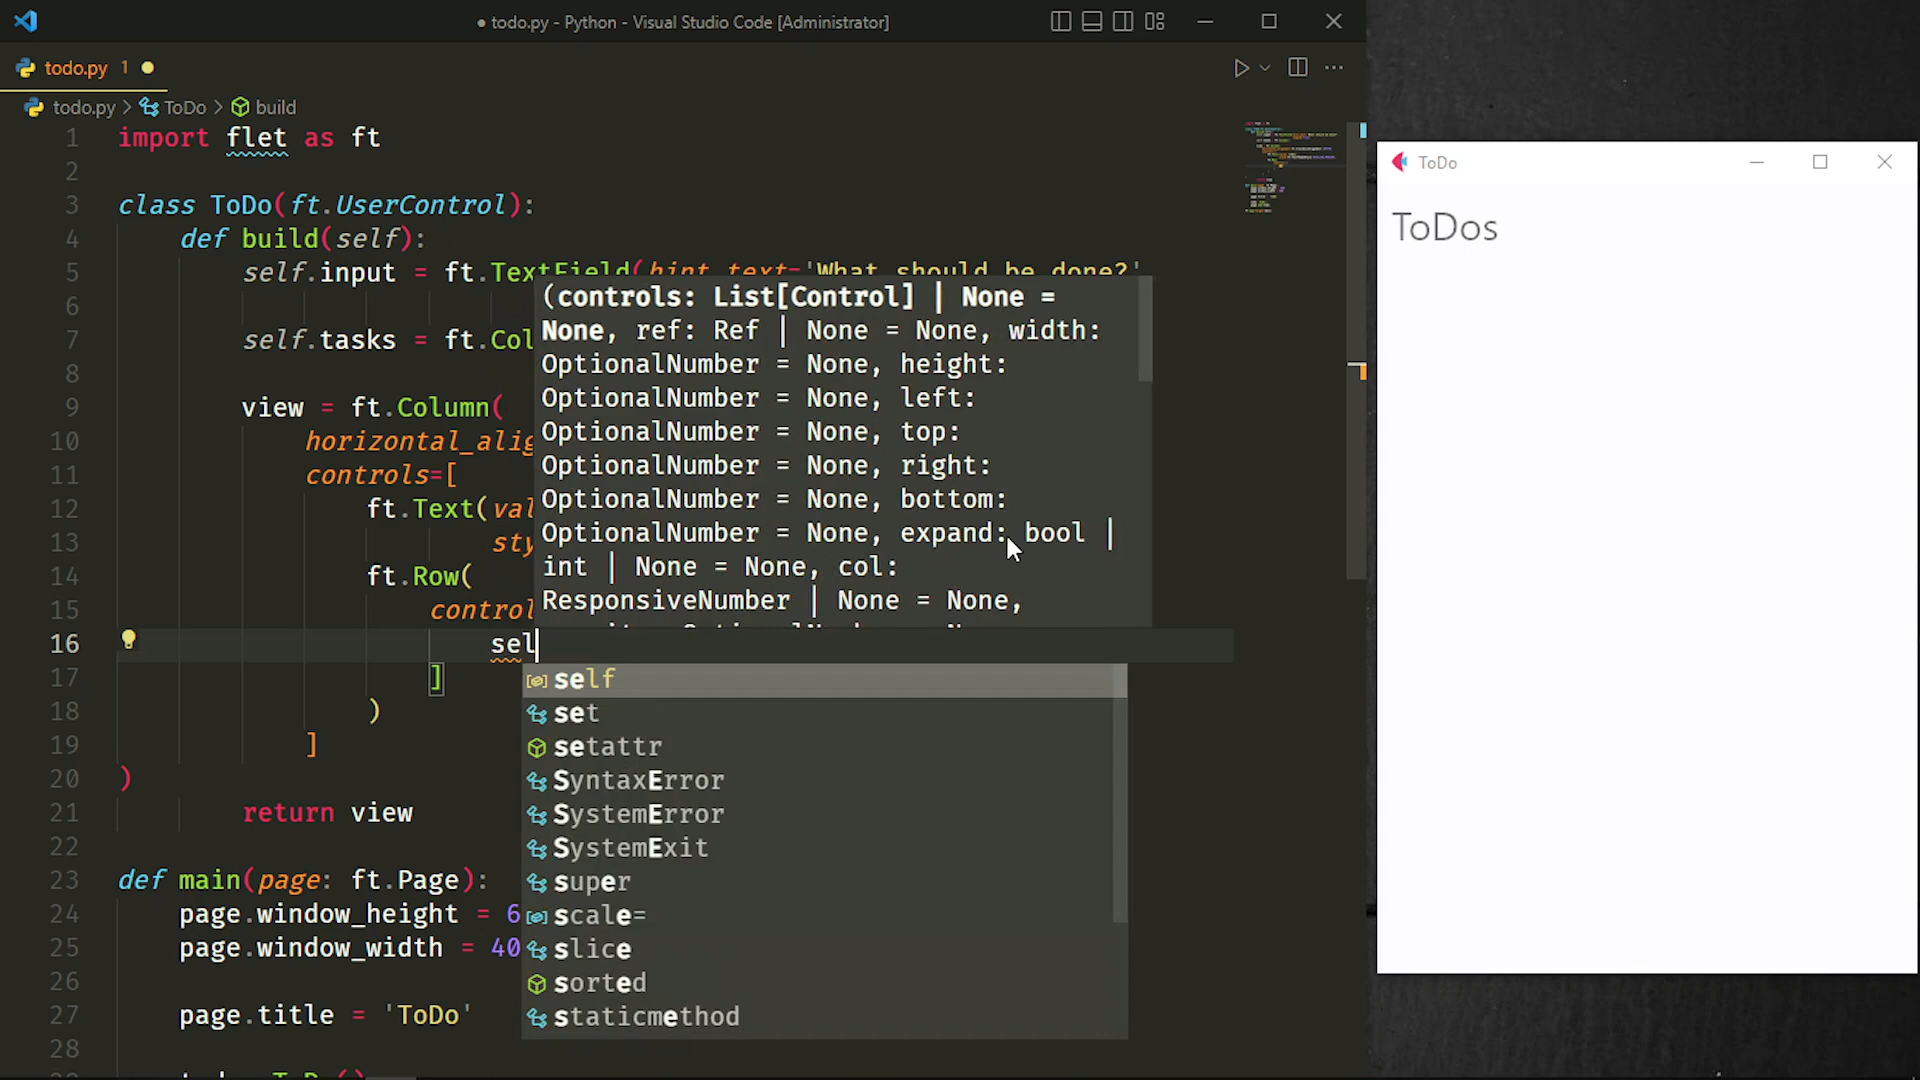 ● todo.py - Python - Visual Studio Code [Administrator]
todo.py 1 ●
todo.py > ToDo > build
1 import flet as ft
2
3 class ToDo(ft.UserControl):
4 def build(self):
5 self.input = ft.TextField(hint_text='What should be done?'
6
7 self.tasks = ft.Col
8
9 view = ft.Column(
10 horizontal_alig
11 controls=[
12 ft.Text(val
13 sty
14 ft.Row(
15 control
16 sel
17 ]
18 )
19 ]
20 )
21 return view
22
23 def main(page: ft.Page):
24 page.window_height = 6
25 page.window_width = 40
26
27 page.title = 'ToDo'
28
(controls: List[Control] | None =
None, ref: Ref | None = None, width:
OptionalNumber = None, height:
OptionalNumber = None, left:
OptionalNumber = None, top:
OptionalNumber = None, right:
OptionalNumber = None, bottom:
OptionalNumber = None, expand: bool |
int | None = None, col:
ResponsiveNumber | None = None,
self
set
setattr
SyntaxError
SystemError
SystemExit
super
scale=
slice
sorted
staticmethod
ToDo
ToDos